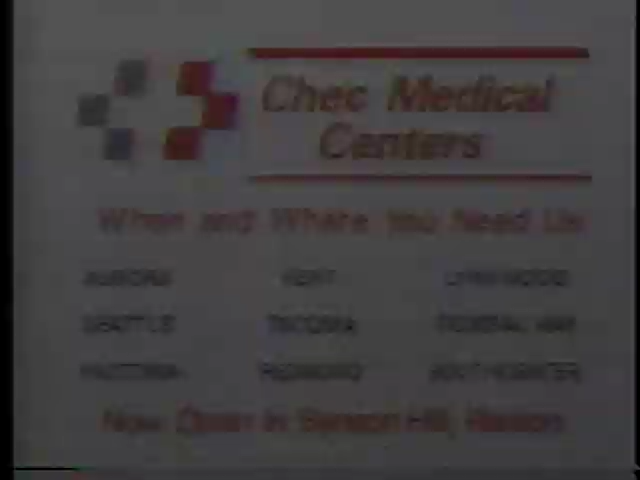 Chec Medical
Centers
When and Where You Need Us
AURORA KENT LYNNWOOD
SEATTLE TACOMA FEDERAL WAY
FACTORIA REDMOND SOUTHCENTER
Now Open in Benson Hill, Renton